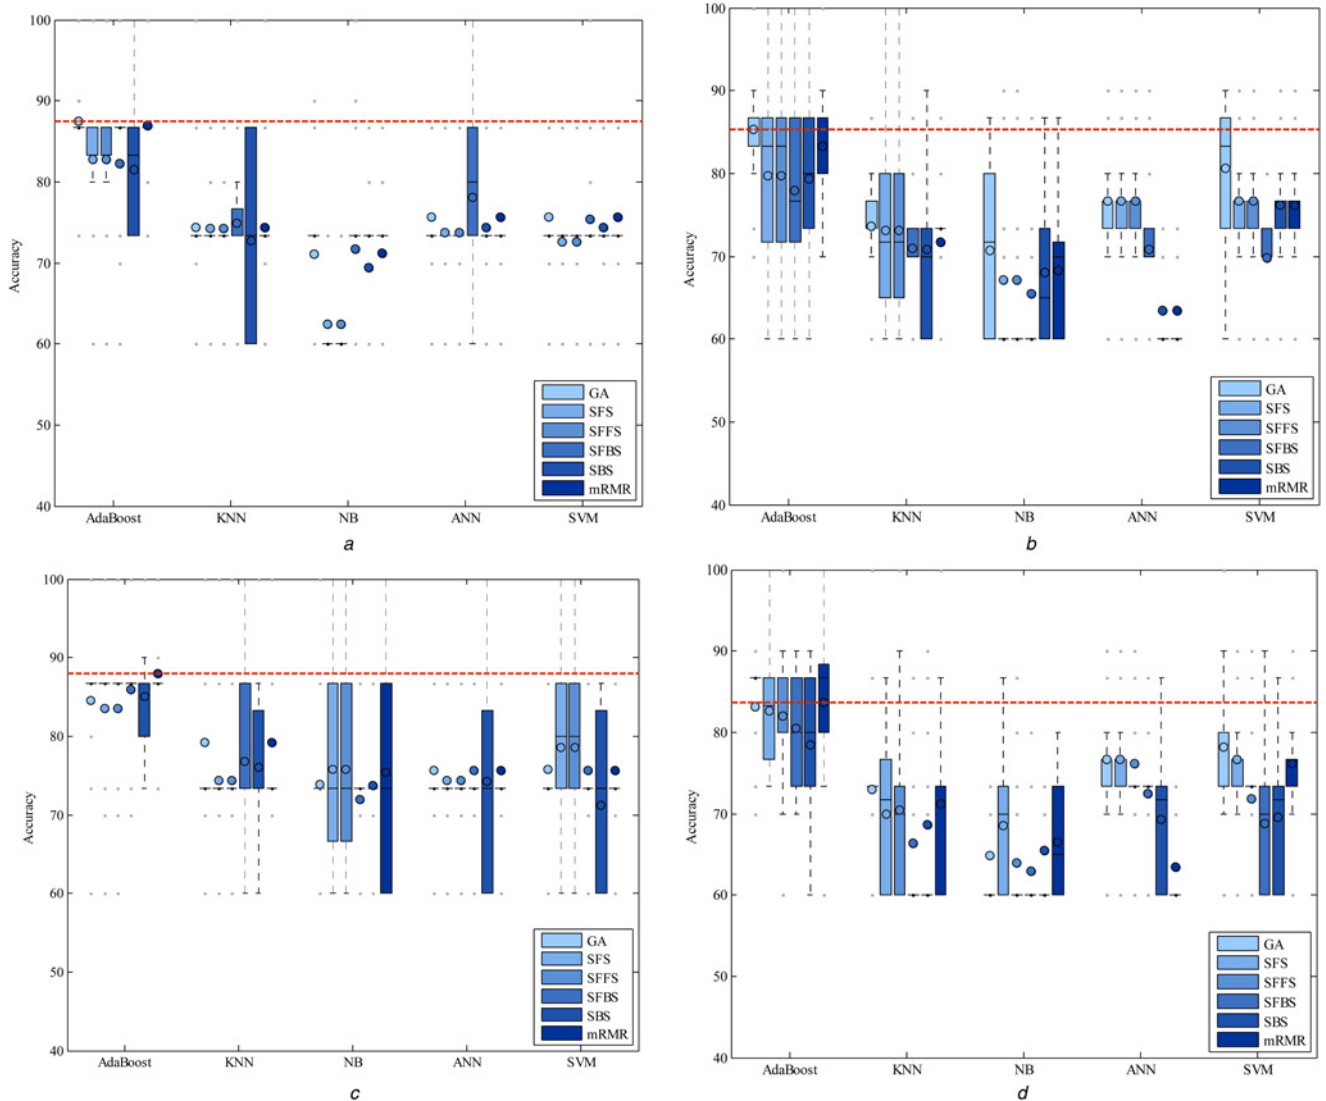 100
90
80
70
60
50
40
Accuracy
GA
SFS
SFFS
SFBS
SBS
mRMR
AdaBoost KNN NB ANN SVM
a
100
90
80
70
60
50
40
Accuracy
GA
SFS
SFFS
SFBS
SBS
mRMR
AdaBoost KNN NB ANN SVM
b
100
90
80
70
60
50
40
Accuracy
GA
SFS
SFFS
SFBS
SBS
mRMR
AdaBoost KNN NB ANN SVM
c
100
90
80
70
60
50
40
Accuracy
GA
SFS
SFFS
SFBS
SBS
mRMR
AdaBoost KNN NB ANN SVM
d